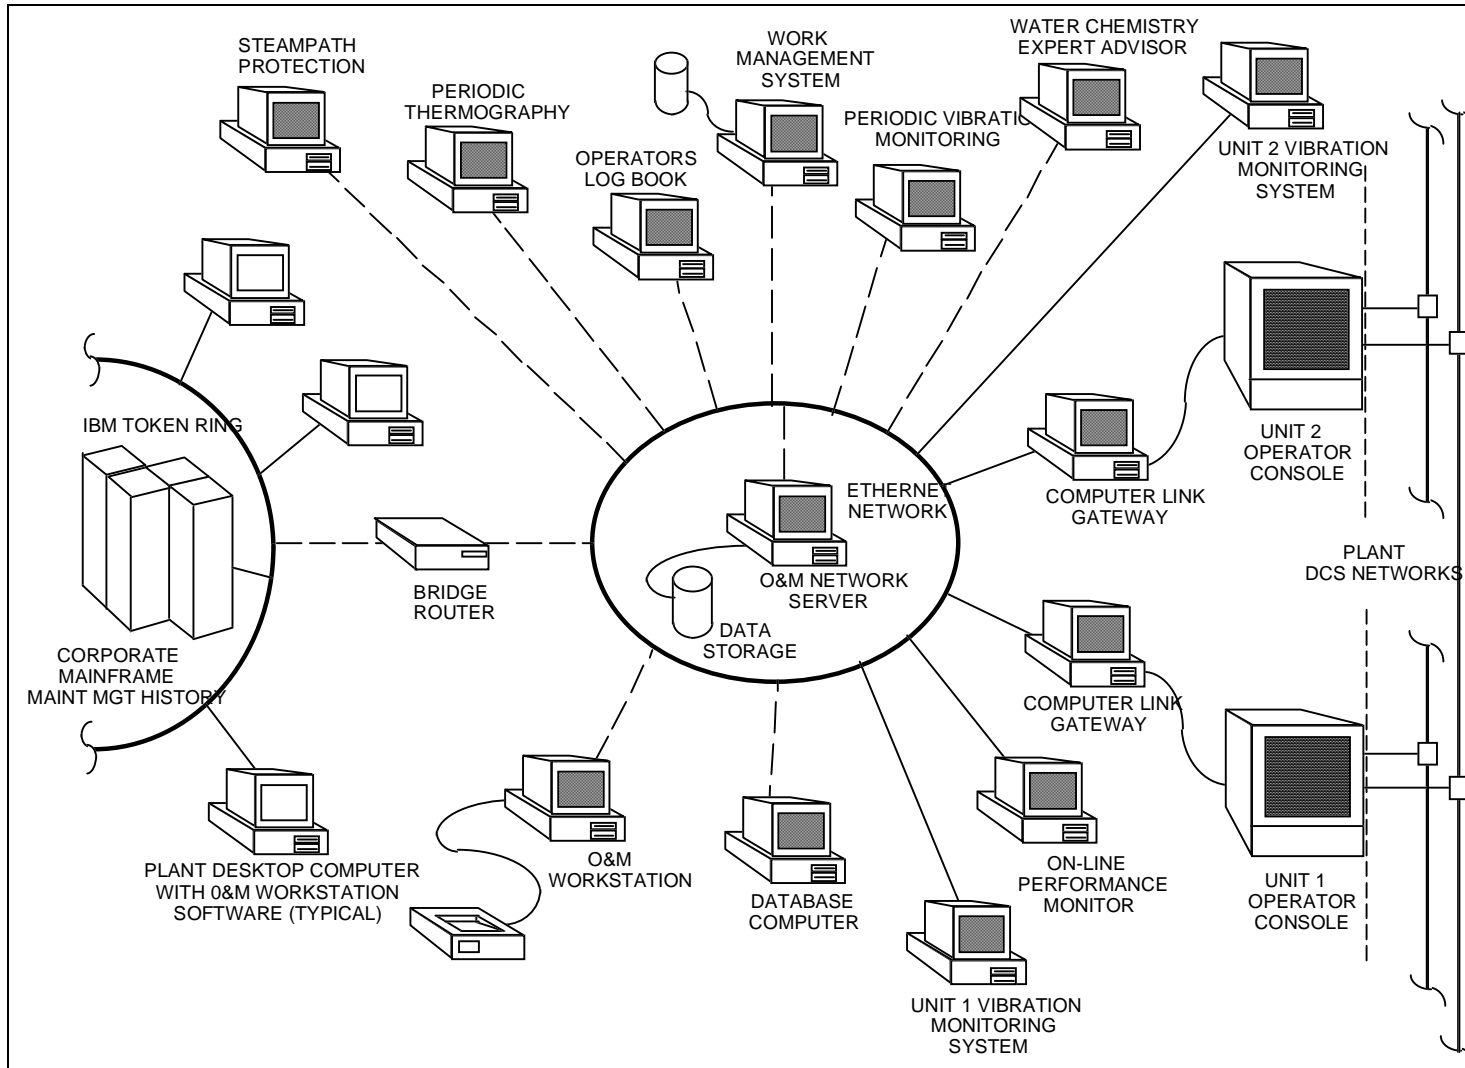 STEAMPATH
PROTECTION
PERIODIC
THERMOGRAPHY
OPERATORS
LOG BOOK
WORK
MANAGEMENT
SYSTEM
PERIODIC VIBRATIO
MONITORING
WATER CHEMISTRY
EXPERT ADVISOR
UNIT 2 VIBRATION
MONITORING
SYSTEM
IBM TOKEN RING
CORPORATE
MAINFRAME
MAINT MGT HISTORY
BRIDGE
ROUTER
ETHERNET
NETWORK
O&M NETWORK
SERVER
DATA
STORAGE
COMPUTER LINK
GATEWAY
UNIT 2
OPERATOR
CONSOLE
PLANT
DCS NETWORKS
COMPUTER LINK
GATEWAY
UNIT 1
OPERATOR
CONSOLE
PLANT DESKTOP COMPUTER
WITH 0&M WORKSTATION
SOFTWARE (TYPICAL)
O&M
WORKSTATION
DATABASE
COMPUTER
ON-LINE
PERFORMANCE
MONITOR
UNIT 1 VIBRATION
MONITORING
SYSTEM